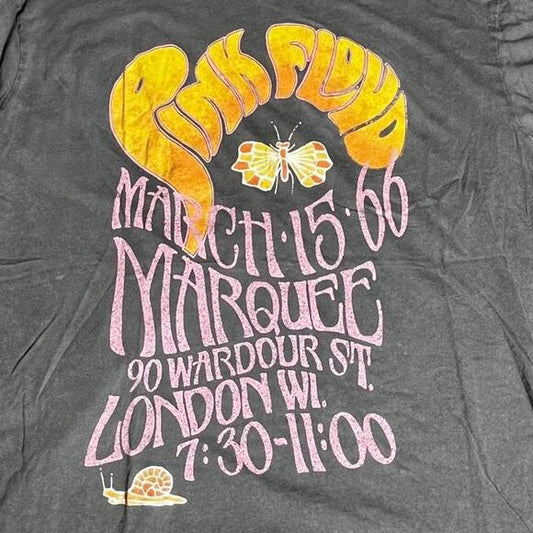 PINK FLOYD
MARCH·15·66
MARQUEE
90 WARDOUR ST.
LONDON W1.
7:30-11:00